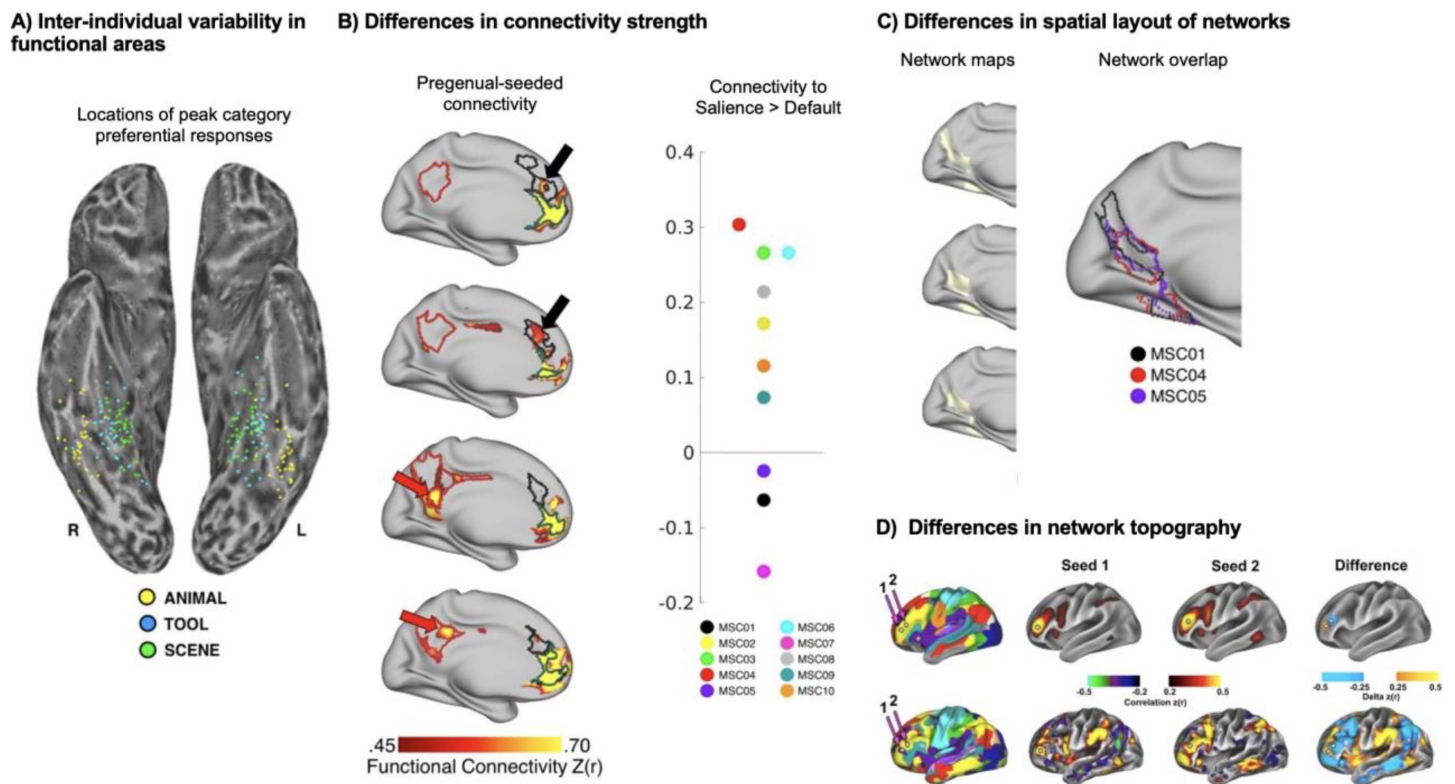 A) Inter-individual variability in
functional areas
Locations of peak category
preferential responses
R
L
ANIMAL
TOOL
SCENE
B) Differences in connectivity strength
Pregenual-seeded
connectivity
.45
.70
Functional Connectivity Z(r)
Connectivity to
Salience > Default
0.4
0.3
0.2
0.1
0
-0.1
-0.2
MSC01
MSC02
MSC03
MSC04
MSC05
MSC06
MSC07
MSC08
MSC09
MSC10
C) Differences in spatial layout of networks
Network maps
Network overlap
MSC01
MSC04
MSC05
D) Differences in network topography
Seed 1
Seed 2
Difference
1 2
-0.5 -0.2 0.2 0.5
Correlation z(r)
-0.5 -0.25 0.25 0.5
Delta z(r)
1 2